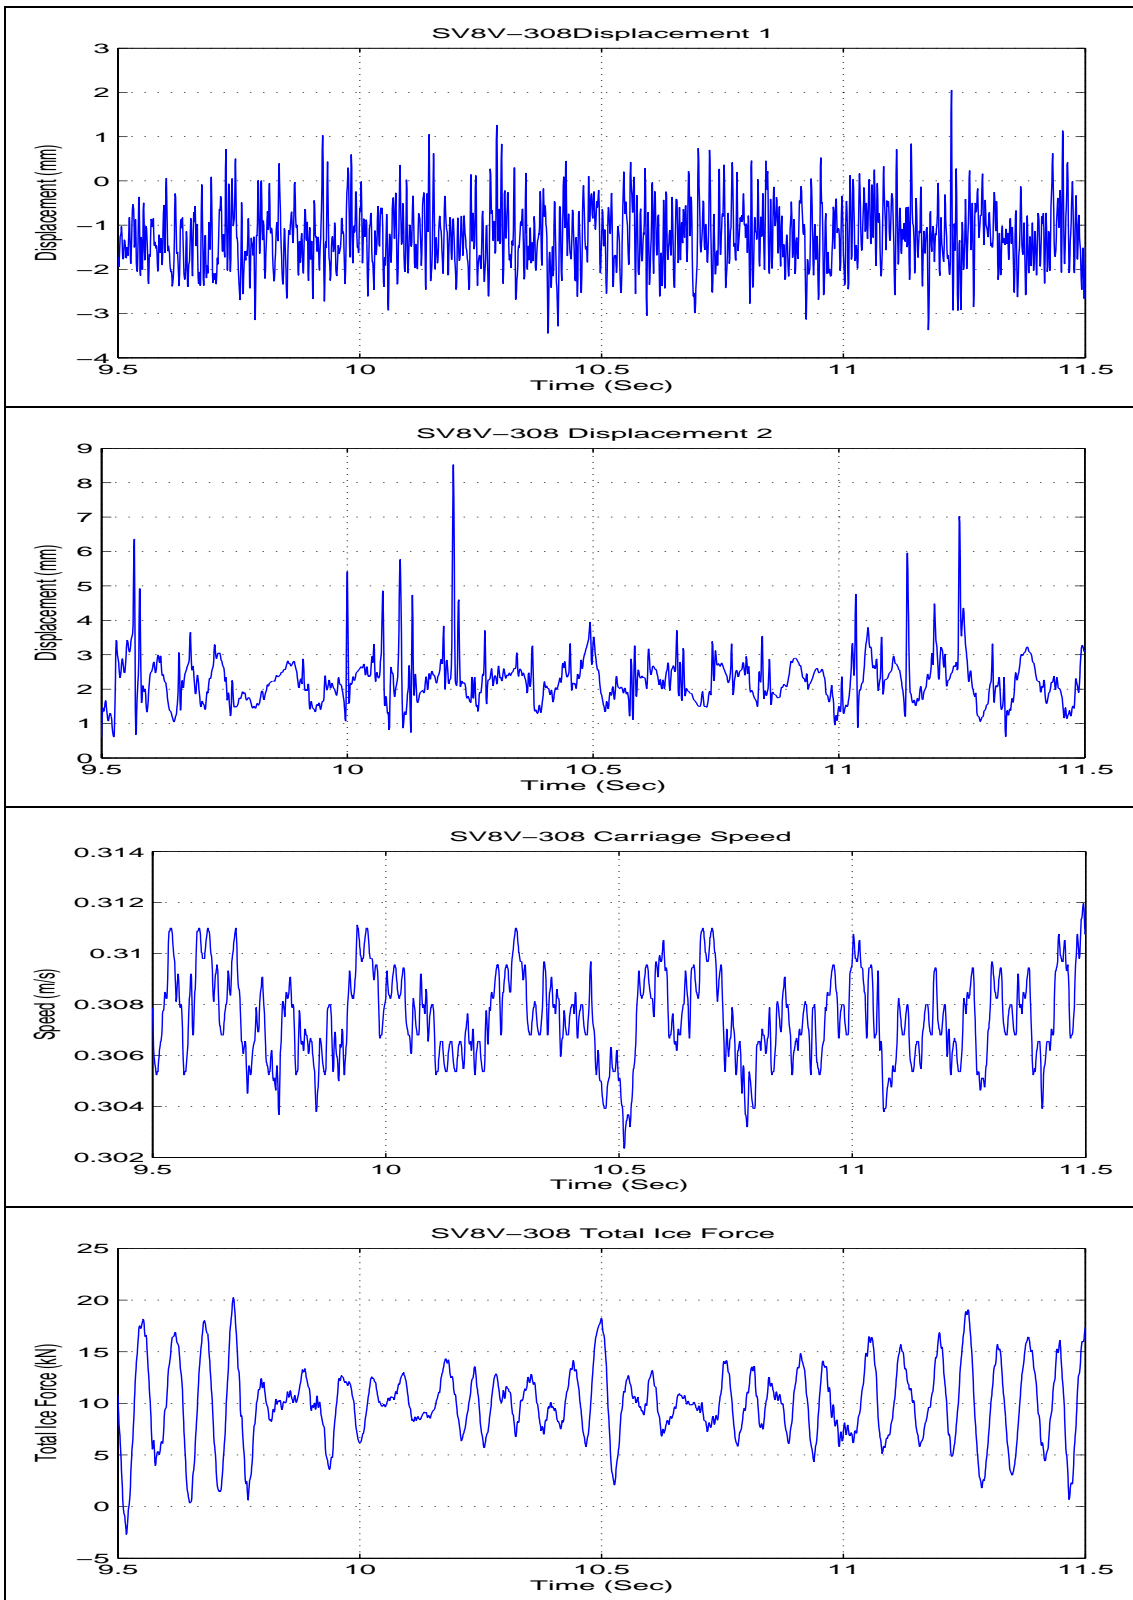 SV8V−308Displacement 1
3
2
1
0
−1
−2
−3
−4
Displacement (mm)
9.5 10 10.5 11 11.5
Time (Sec)
SV8V−308 Displacement 2
9
8
7
6
5
4
3
2
1
0
Displacement (mm)
9.5 10 10.5 11 11.5
Time (Sec)
SV8V−308 Carriage Speed
0.314
0.312
0.31
0.308
0.306
0.304
0.302
Speed (m/s)
9.5 10 10.5 11 11.5
Time (Sec)
SV8V−308 Total Ice Force
25
20
15
10
5
0
−5
Total Ice Force (kN)
9.5 10 10.5 11 11.5
Time (Sec)